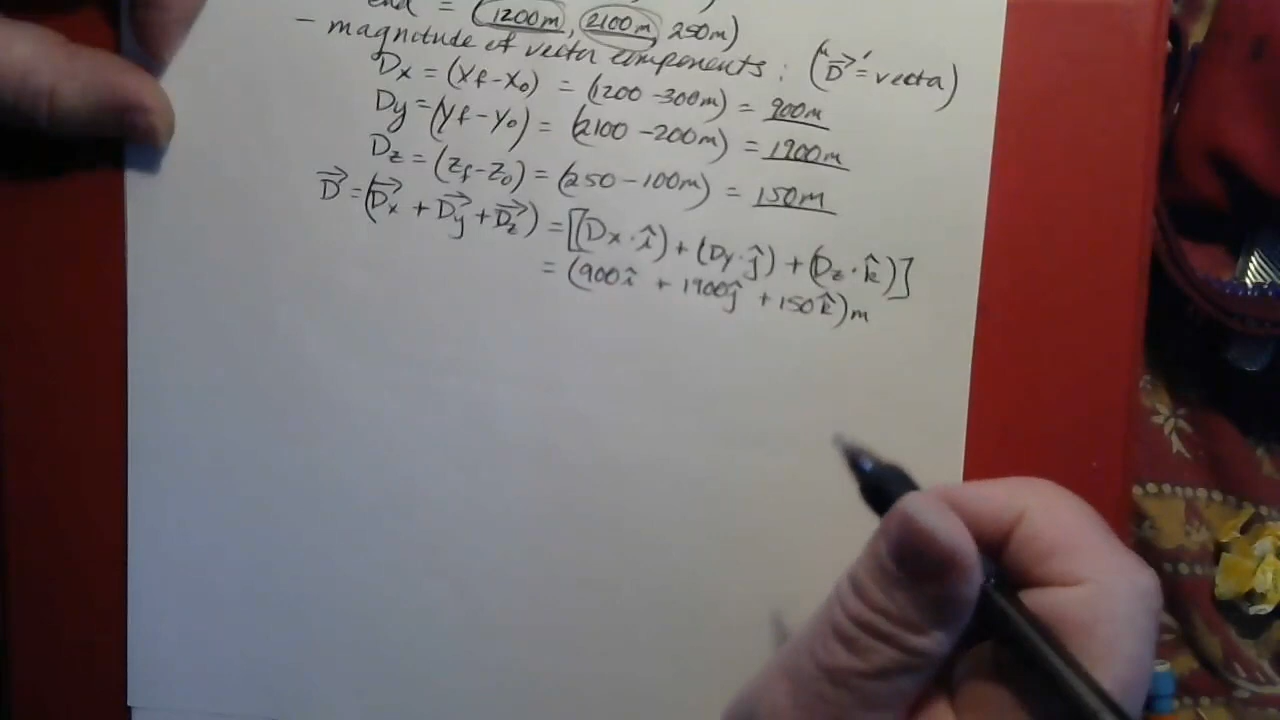 end = (1200m, 2100m, 250m)
- magnitude of vector components: ("D⃗" = vector)
Dx = (Xf - X₀) = (1200 - 300m) = 900m
Dy = (Yf - Y₀) = (2100 - 200m) = 1900m
Dz = (Zf - Z₀) = (250 - 100m) = 150m
D⃗ = (D⃗x + D⃗y + D⃗z) = [(Dx · î) + (Dy · ĵ) + (Dz · k̂)]
= (900î + 1900ĵ + 150k̂)m